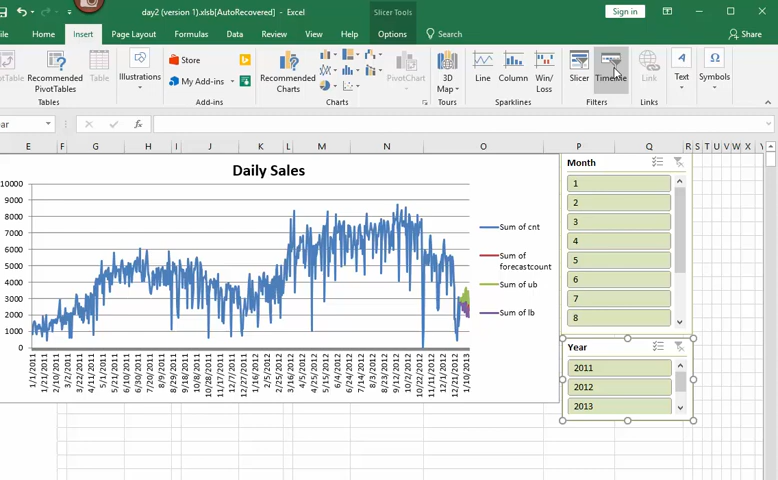 day2 (version 1).xlsb[AutoRecovered] - Excel
Slicer Tools
Sign in
File
Home
Insert
Page Layout
Formulas
Data
Review
View
Help
Options
Search
Share
PivotTable
Recommended
PivotTables
Table
Illustrations
Store
My Add-ins
Recommended
Charts
PivotChart
3D
Map
Line
Column
Win/
Loss
Slicer
Timeline
Link
Text
Symbols
Tables
Add-ins
Charts
Tours
Sparklines
Filters
Links
fx
E F G H I J K L M N O P Q R S T U V W X Y
Daily Sales
10000
9000
8000
7000
6000
5000
4000
3000
2000
1000
0
1/1/2011
1/21/2011
2/10/2011
3/2/2011
3/22/2011
4/11/2011
5/1/2011
5/21/2011
6/10/2011
6/30/2011
7/20/2011
8/9/2011
8/29/2011
9/18/2011
10/8/2011
10/28/2011
11/17/2011
12/7/2011
12/27/2011
1/16/2012
2/5/2012
2/25/2012
3/16/2012
4/5/2012
4/25/2012
5/15/2012
6/4/2012
6/24/2012
7/14/2012
8/3/2012
8/23/2012
9/12/2012
10/2/2012
10/22/2012
11/11/2012
12/1/2012
12/21/2012
1/10/2013
Sum of cnt
Sum of
forecastcount
Sum of ub
Sum of lb
Month
1
2
3
4
5
6
7
8
Year
2011
2012
2013